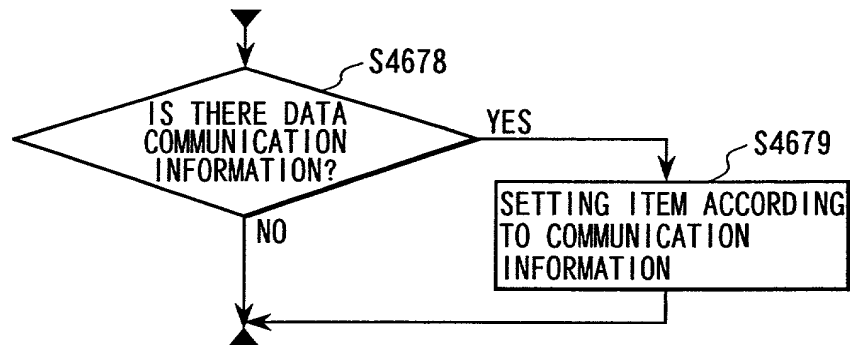 S4678
IS THERE DATA
COMMUNICATION
INFORMATION?
YES
NO
S4679
SETTING ITEM ACCORDING
TO COMMUNICATION
INFORMATION